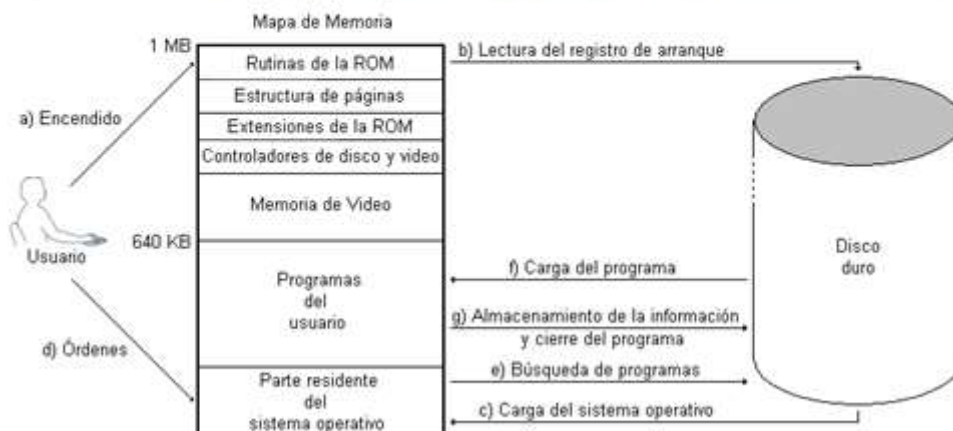 Mapa de Memoria
1 MB
b) Lectura del registro de arranque
Rutinas de la ROM
Estructura de páginas
a) Encendido
Extensiones de la ROM
Controladores de disco y video
Memoria de Video
640 KB
Usuario
Disco
duro
f) Carga del programa
Programas
del
usuario
g) Almacenamiento de la información
y cierre del programa
d) Órdenes
e) Búsqueda de programas
Parte residente
del
sistema operativo
c) Carga del sistema operativo